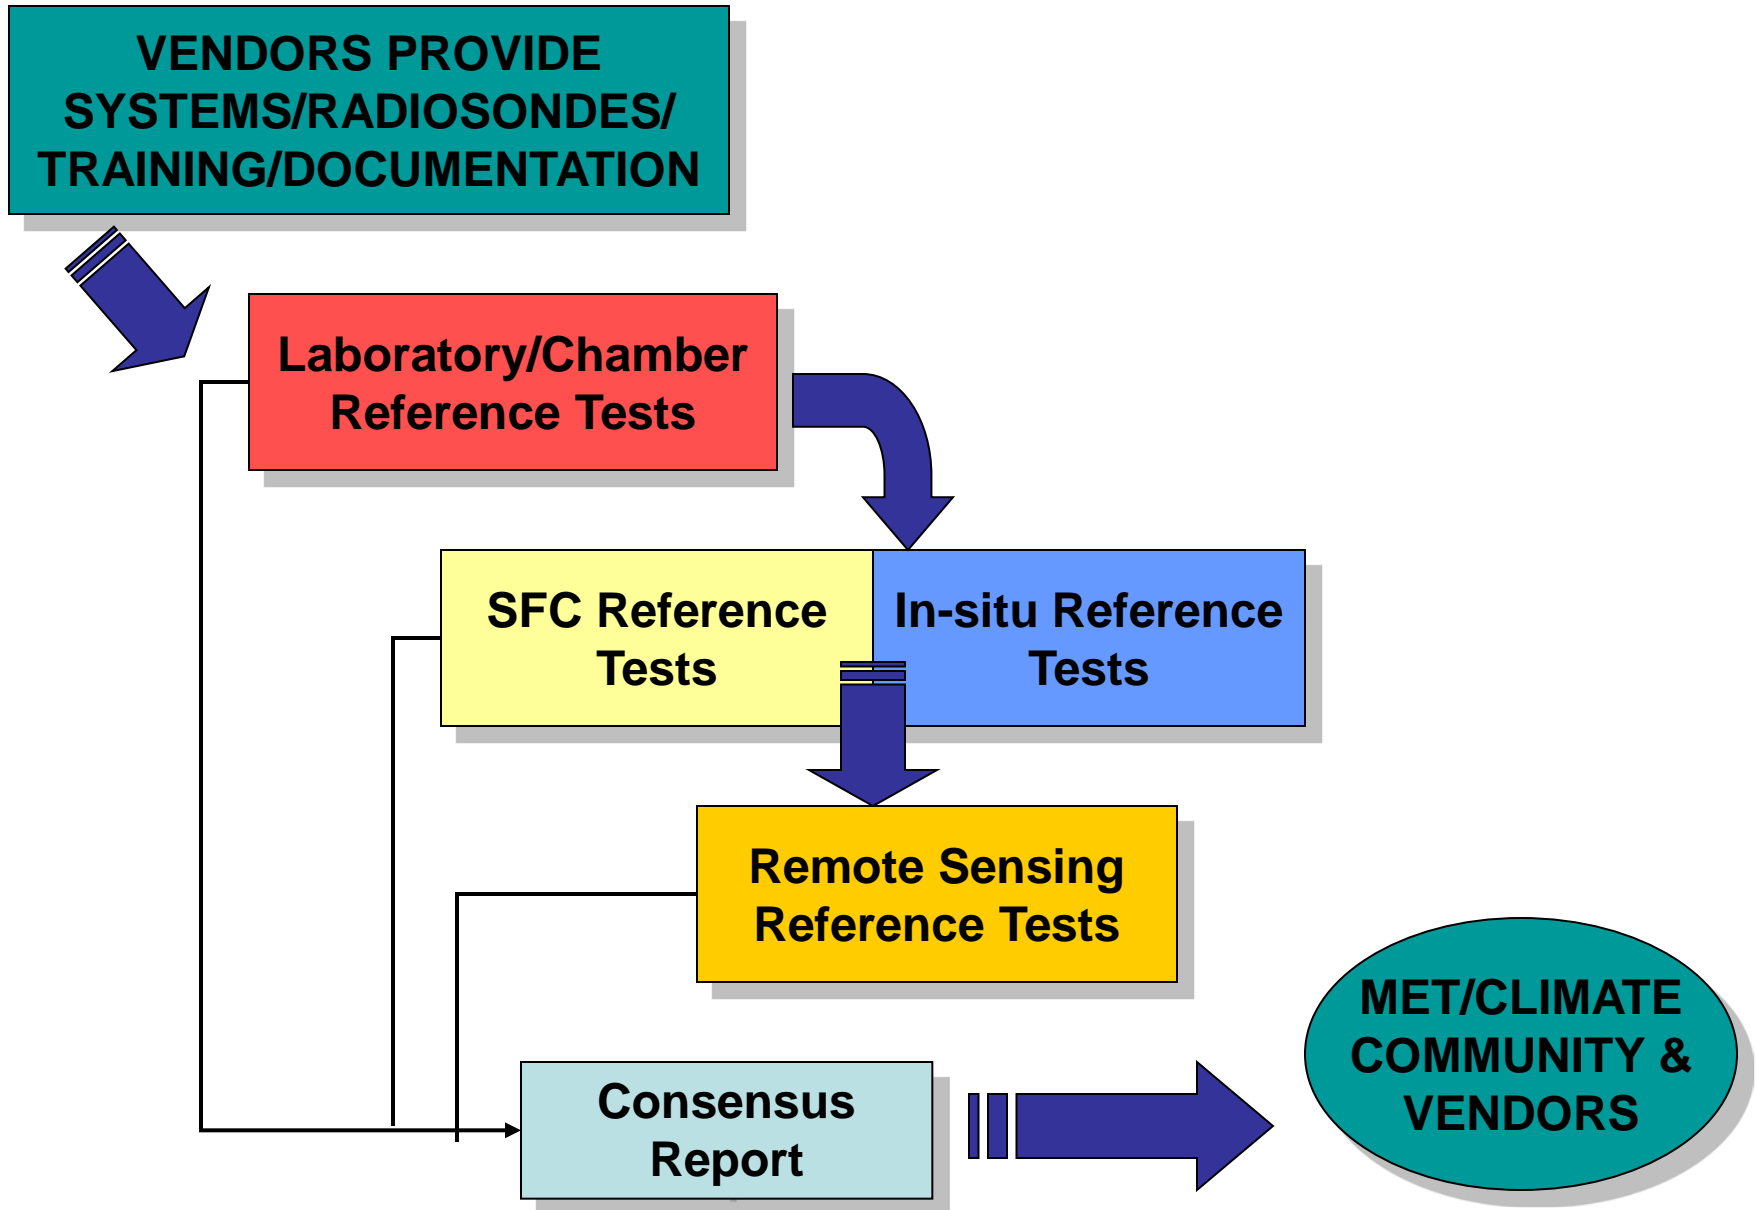 VENDORS PROVIDE
SYSTEMS/RADIOSONDES/
TRAINING/DOCUMENTATION
Laboratory/Chamber
Reference Tests
SFC Reference
Tests
In-situ Reference
Tests
Remote Sensing
Reference Tests
MET/CLIMATE
COMMUNITY &
VENDORS
Consensus
Report